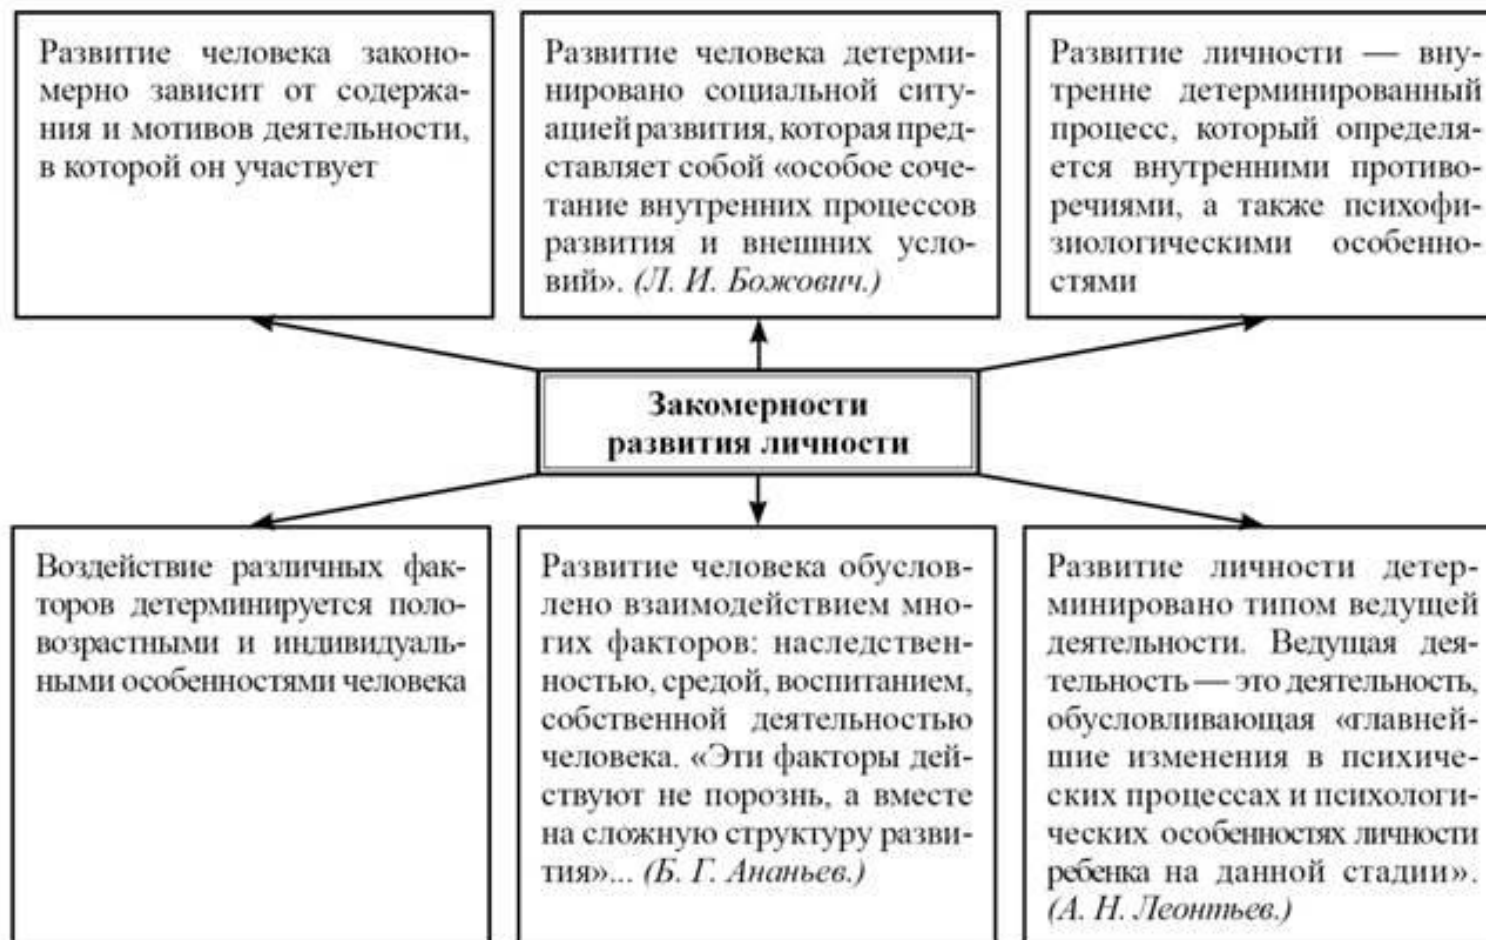 Развитие человека законо-
мерно зависит от содержа-
ния и мотивов деятельности,
в которой он участвует
Развитие человека детерми-
нировано социальной ситу-
ацией развития, которая пред-
ставляет собой «особое соче-
тание внутренних процессов
развития и внешних усло-
вий». (Л. И. Божович.)
Развитие личности — вну-
тренне детерминированный
процесс, который определя-
ется внутренними противо-
речиями, а также психофи-
зиологическими особенно-
стями
Закомерности
развития личности
Воздействие различных фак-
торов детерминируется поло-
возрастными и индивидуаль-
ными особенностями человека
Развитие человека обуслов-
лено взаимодействием мно-
гих факторов: наследствен-
ностью, средой, воспитанием,
собственной деятельностью
человека. «Эти факторы дей-
ствуют не порознь, а вместе
на сложную структуру разви-
тия»... (Б. Г. Ананьев.)
Развитие личности детер-
минировано типом ведущей
деятельности. Ведущая дея-
тельность — это деятельность,
обусловливающая «главней-
шие изменения в психиче-
ских процессах и психологи-
ческих особенностях личности
ребенка на данной стадии».
(А. Н. Леонтьев.)